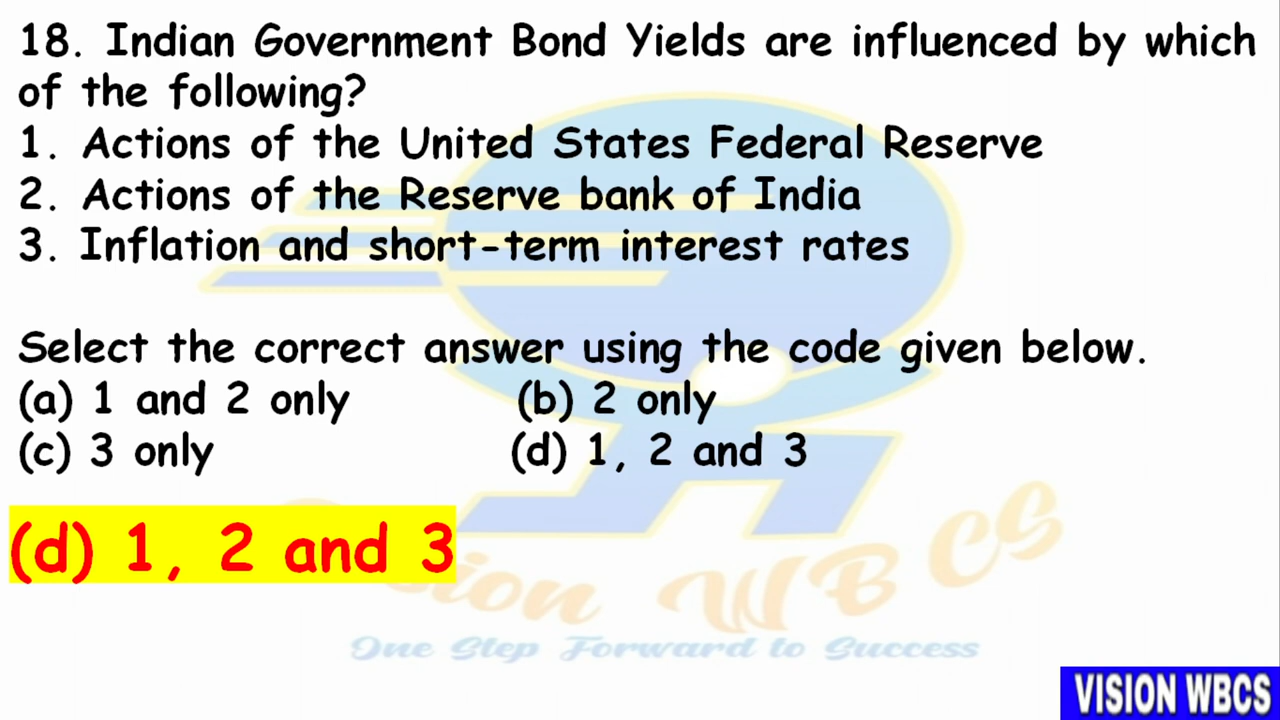 18. Indian Government Bond Yields are influenced by which
of the following?
1. Actions of the United States Federal Reserve
2. Actions of the Reserve bank of India
3. Inflation and short-term interest rates
Select the correct answer using the code given below.
(a) 1 and 2 only (b) 2 only
(c) 3 only (d) 1, 2 and 3
(d) 1, 2 and 3
WBCS
One Step Forward to Success
VISION WBCS